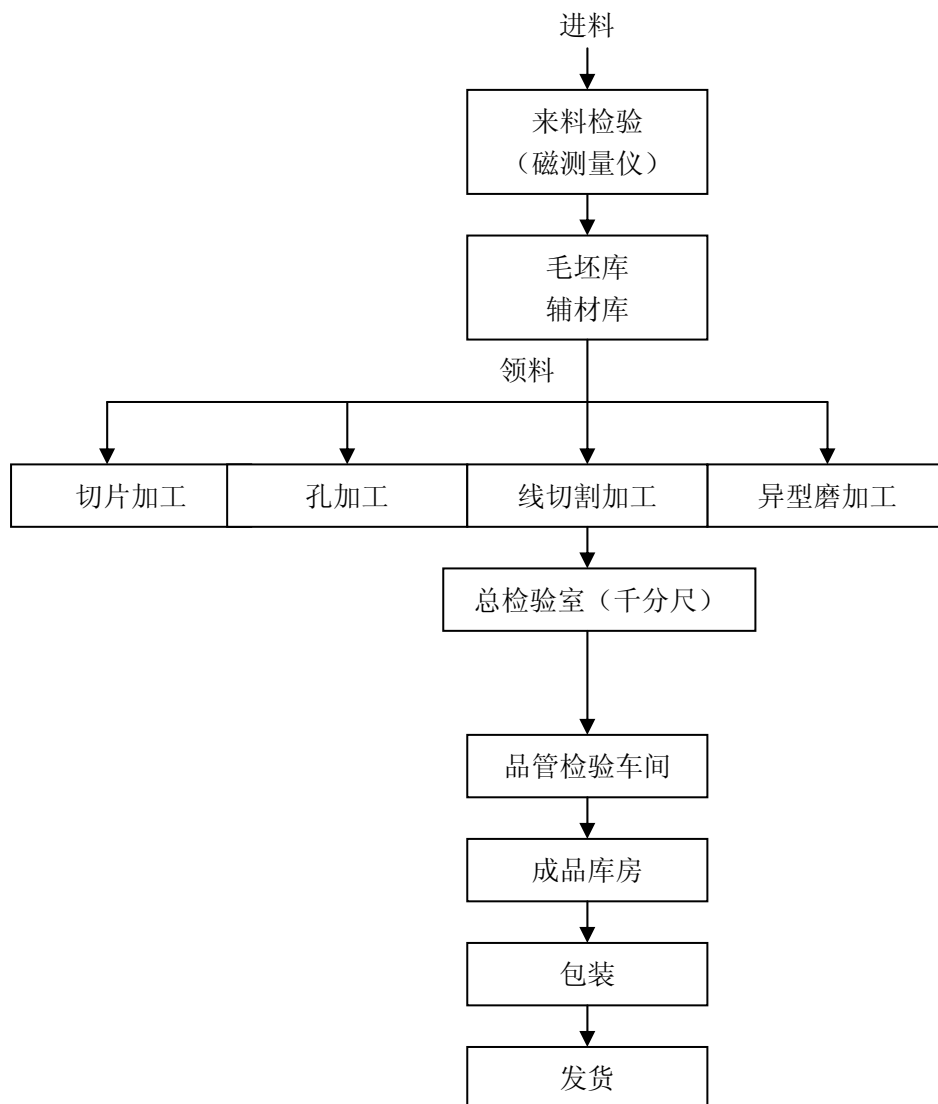 进料
来料检验
（磁测量仪）
毛坯库
辅材库
领料
切片加工
孔加工
线切割加工
异型磨加工
总检验室（千分尺）
品管检验车间
成品库房
包装
发货